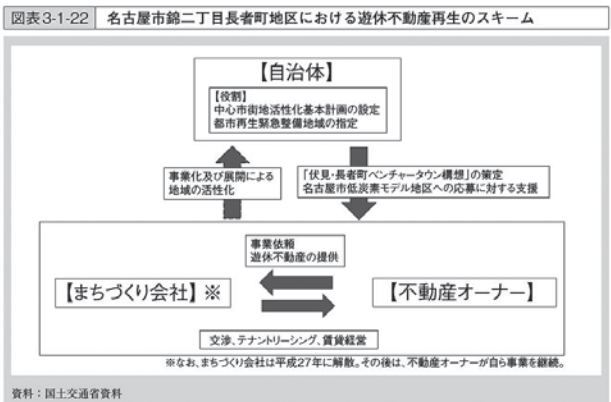 図表3-1-22 名古屋市錦二丁目長者町地区における遊休不動産再生のスキーム
【自治体】
【役割】
中心市街地活性化基本計画の設定
都市再生緊急整備地域の指定
事業化及び展開による
地域の活性化
「伏見・長者町ベンチャータウン構想」の策定
名古屋市低炭素モデル地区への応募に対する支援
事業依頼
遊休不動産の提供
【まちづくり会社】※
【不動産オーナー】
交渉、テナントリーシング、賃貸経営
※なお、まちづくり会社は平成27年に解散。その後は、不動産オーナーが自ら事業を継続。
資料：国土交通省資料